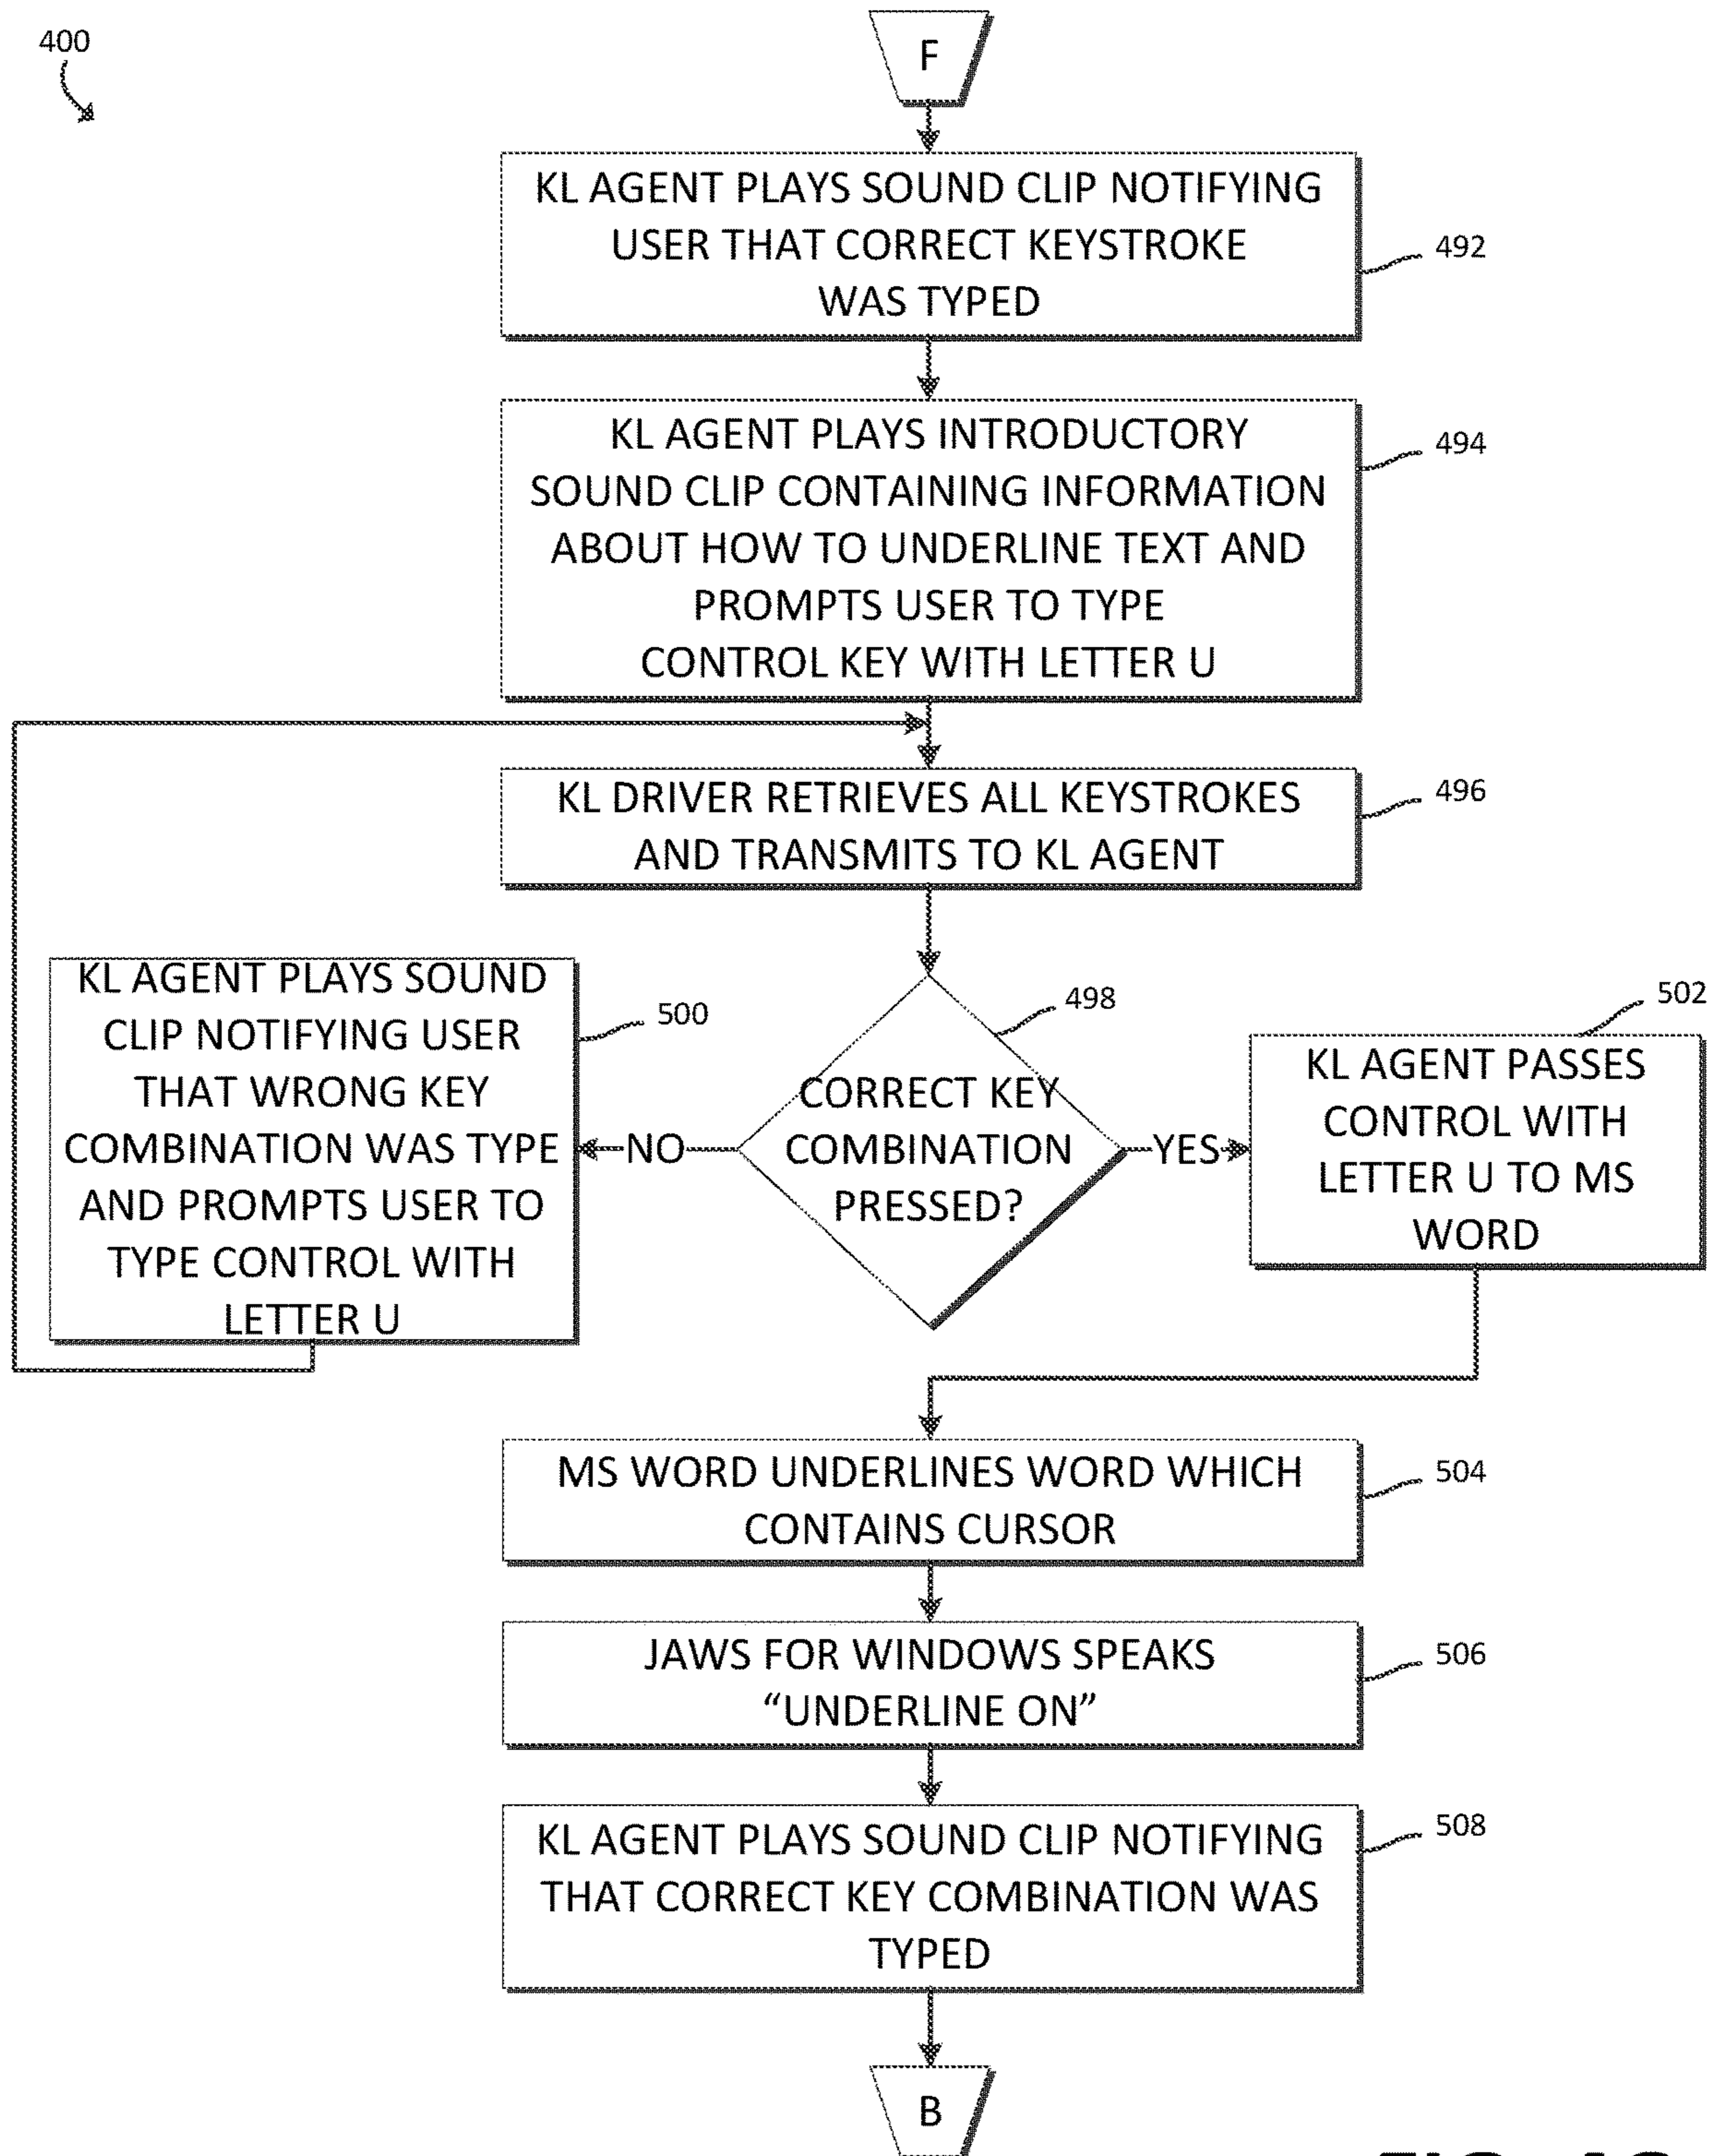 400
F
KL AGENT PLAYS SOUND CLIP NOTIFYING
USER THAT CORRECT KEYSTROKE
WAS TYPED
492
KL AGENT PLAYS INTRODUCTORY
SOUND CLIP CONTAINING INFORMATION
ABOUT HOW TO UNDERLINE TEXT AND
PROMPTS USER TO TYPE
CONTROL KEY WITH LETTER U
494
KL DRIVER RETRIEVES ALL KEYSTROKES
AND TRANSMITS TO KL AGENT
496
KL AGENT PLAYS SOUND
CLIP NOTIFYING USER
THAT WRONG KEY
COMBINATION WAS TYPE
AND PROMPTS USER TO
TYPE CONTROL WITH
LETTER U
500
NO
CORRECT KEY
COMBINATION
PRESSED?
498
YES
KL AGENT PASSES
CONTROL WITH
LETTER U TO MS
WORD
502
MS WORD UNDERLINES WORD WHICH
CONTAINS CURSOR
504
JAWS FOR WINDOWS SPEAKS
“UNDERLINE ON”
506
KL AGENT PLAYS SOUND CLIP NOTIFYING
THAT CORRECT KEY COMBINATION WAS
TYPED
508
B